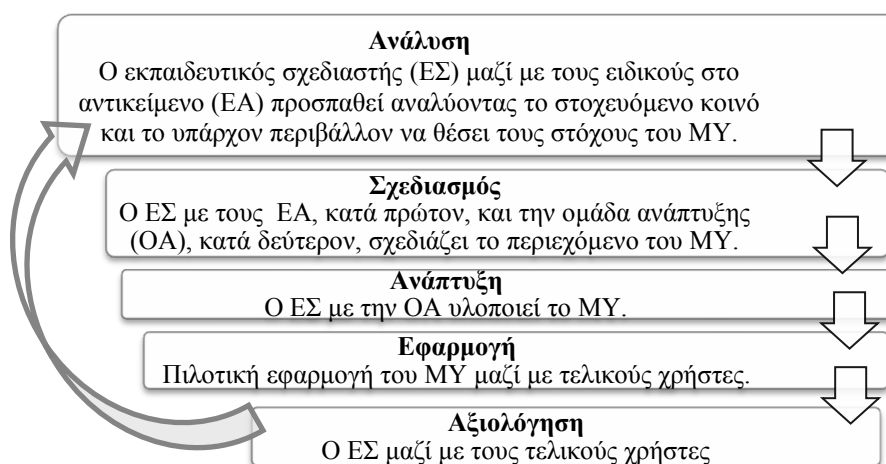 Ανάλυση
Ο εκπαιδευτικός σχεδιαστής (ΕΣ) μαζί με τους ειδικούς στο
αντικείμενο (ΕΑ) προσπαθεί αναλύοντας το στοχευόμενο κοινό
και το υπάρχον περιβάλλον να θέσει τους στόχους του ΜΥ.
Σχεδιασμός
Ο ΕΣ με τους ΕΑ, κατά πρώτον, και την ομάδα ανάπτυξης
(ΟΑ), κατά δεύτερον, σχεδιάζει το περιεχόμενο του ΜΥ.
Ανάπτυξη
Ο ΕΣ με την ΟΑ υλοποιεί το ΜΥ.
Εφαρμογή
Πιλοτική εφαρμογή του ΜΥ μαζί με τελικούς χρήστες.
Αξιολόγηση
Ο ΕΣ μαζί με τους τελικούς χρήστες